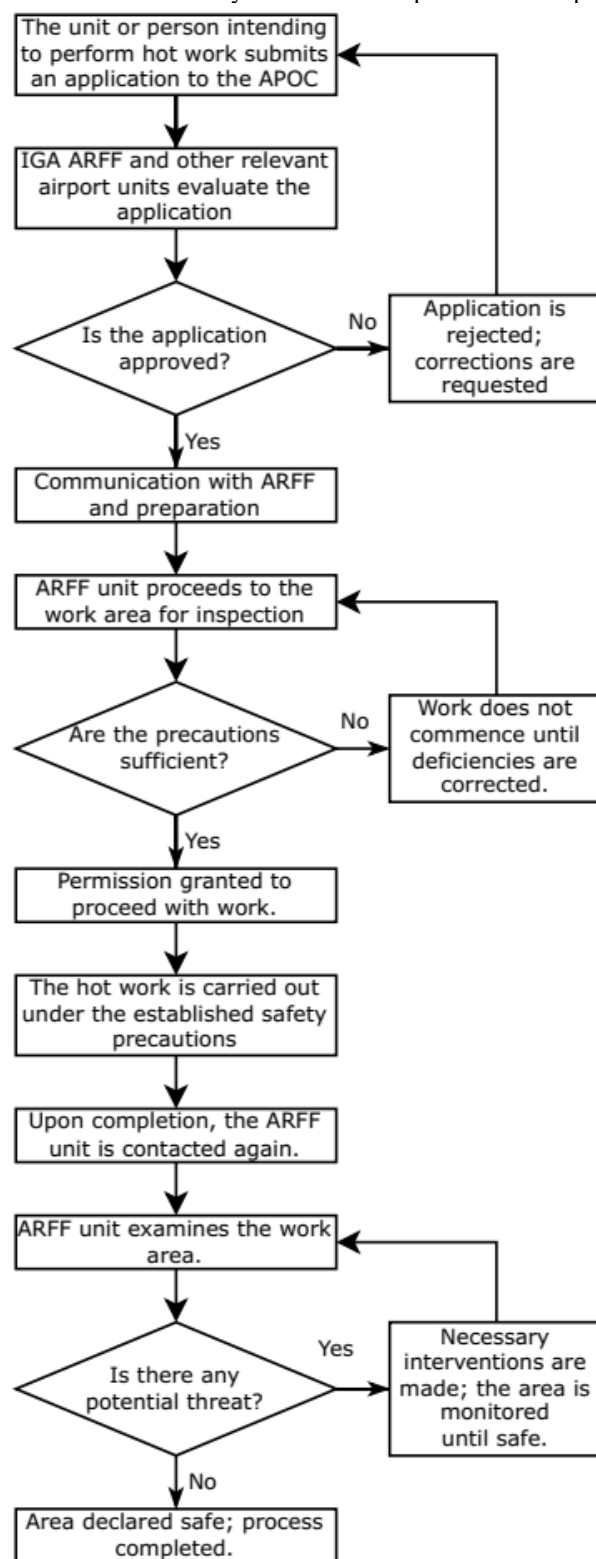 The unit or person intending
to perform hot work submits
an application to the APOC
IGA ARFF and other relevant
airport units evaluate the
application
Is the application
approved?
No
Application is
rejected;
corrections are
requested
Yes
Communication with ARFF
and preparation
ARFF unit proceeds to the
work area for inspection
Are the precautions
sufficient?
No
Work does not
commence until
deficiencies are
corrected.
Yes
Permission granted to
proceed with work.
The hot work is carried out
under the established safety
precautions
Upon completion, the ARFF
unit is contacted again.
ARFF unit examines the work
area.
Is there any
potential threat?
Yes
Necessary
interventions are
made; the area is
monitored
until safe.
No
Area declared safe; process
completed.